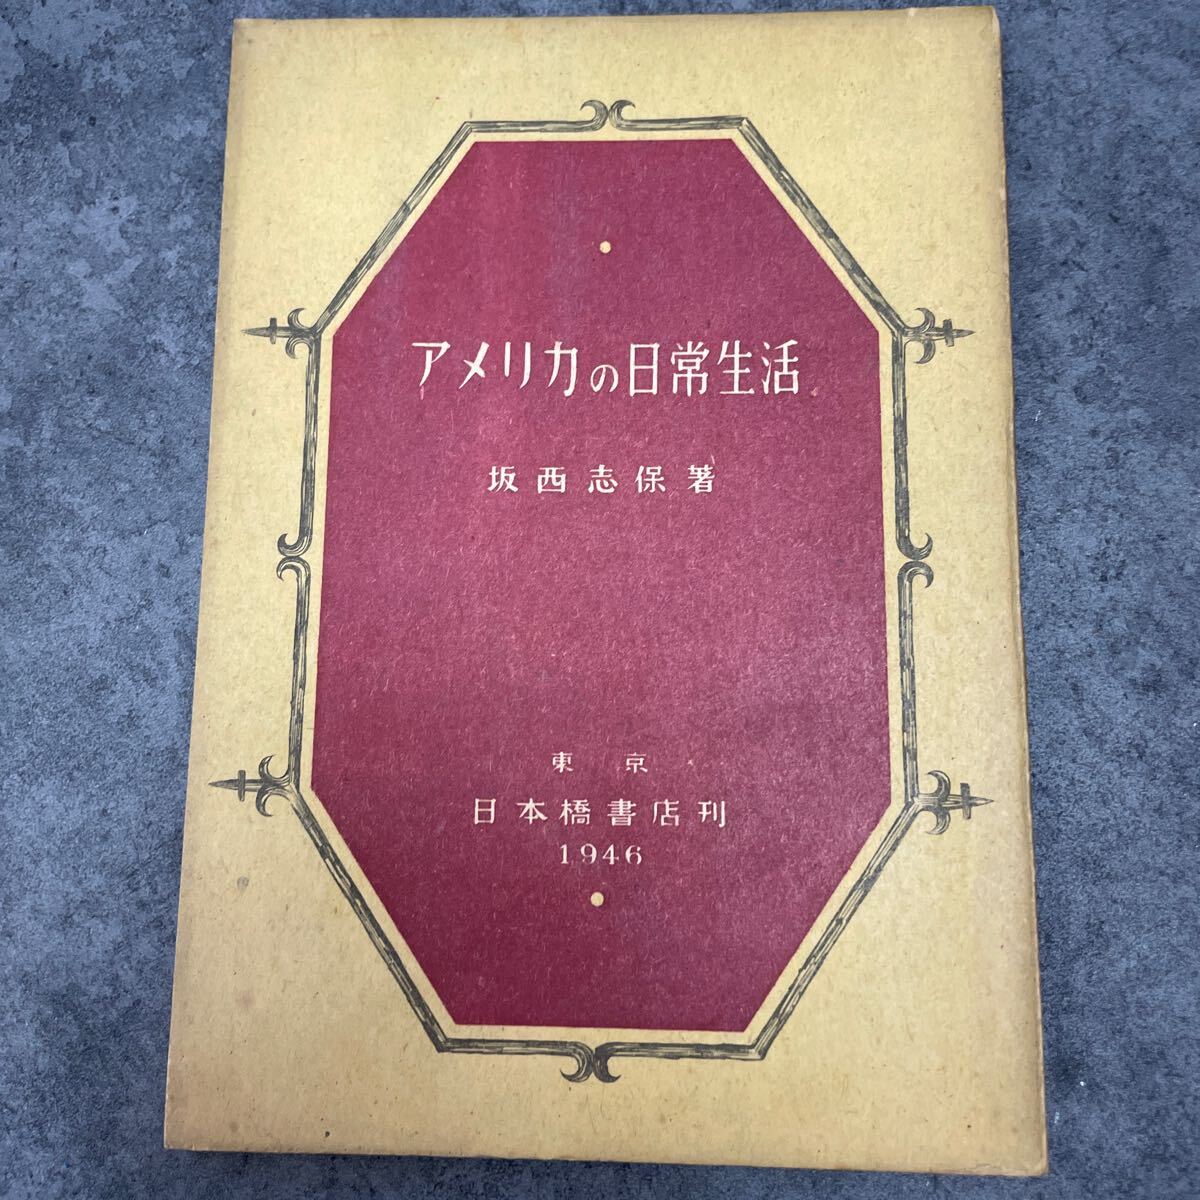 アメリカの日常生活
坂西志保著
東京
日本橋書店刊
1946